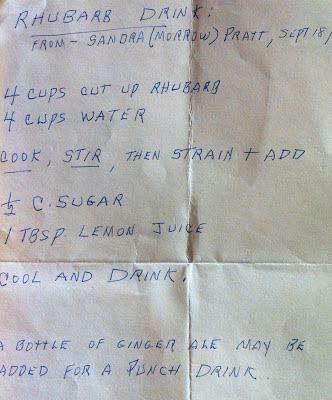 RHUBARB DRINK:
FROM - SANDRA (MORROW) PRATT, SEPT 18/
4 CUPS CUT UP RHUBARB
4 CUPS WATER
COOK, STIR, THEN STRAIN + ADD
1/2 C. SUGAR
1 TBSP. LEMON JUICE
COOL AND DRINK.
A BOTTLE OF GINGER ALE MAY BE
ADDED FOR A PUNCH DRINK.